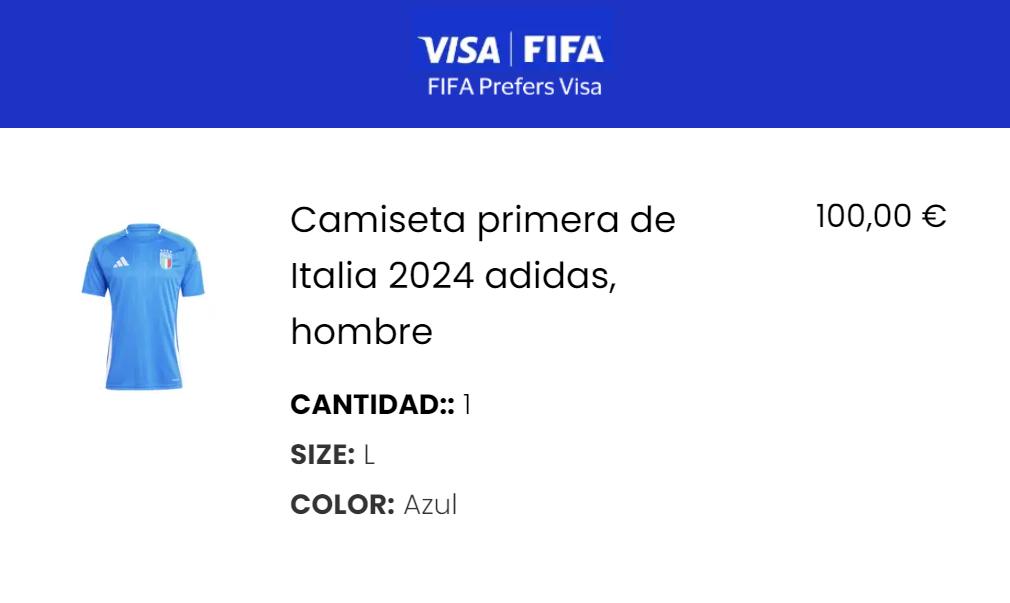 VISA | FIFA
FIFA Prefers Visa
Camiseta primera de
Italia 2024 adidas,
hombre
100,00 €
CANTIDAD:: 1
SIZE: L
COLOR: Azul